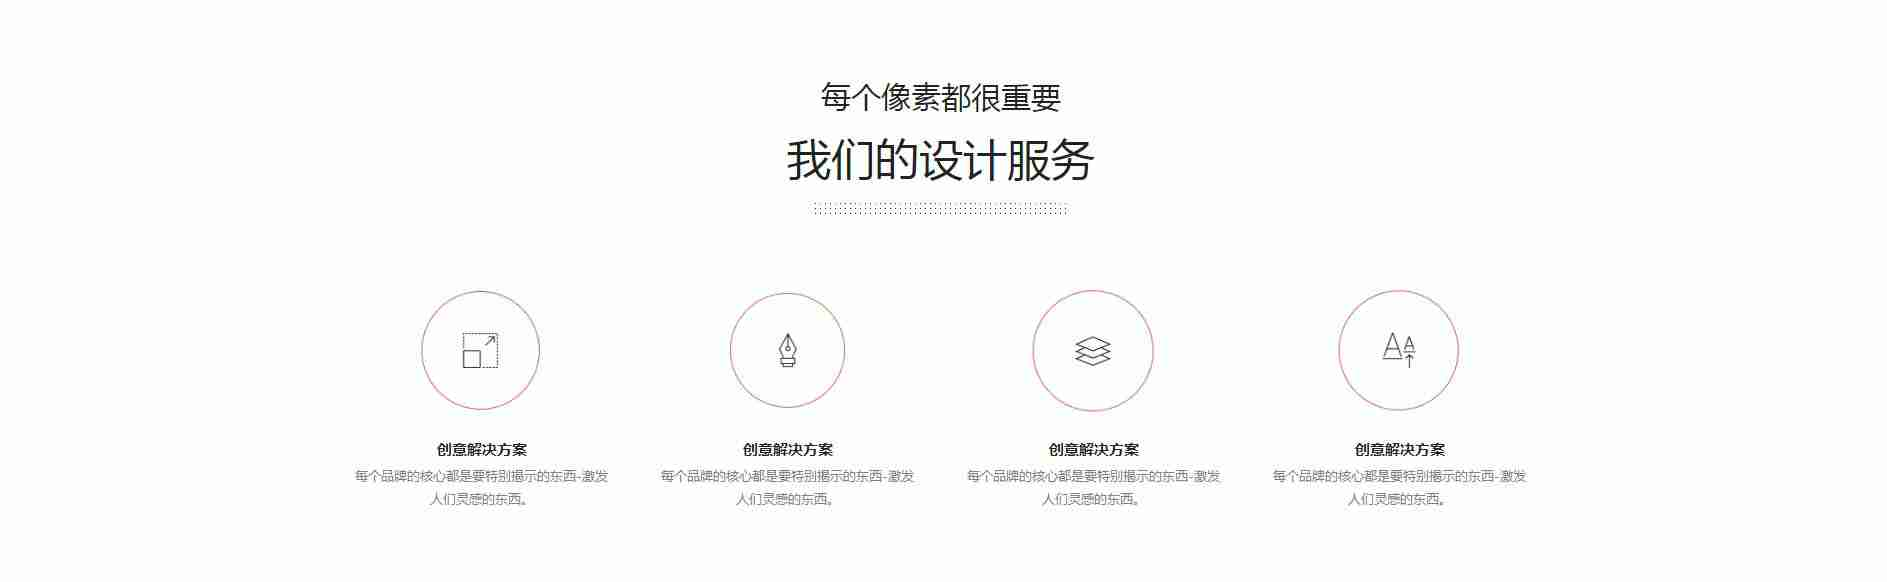 每个像素都很重要
我们的设计服务
创意解决方案
每个品牌的核心都是要特别揭示的东西-激发
人们灵感的东西。
创意解决方案
每个品牌的核心都是要特别揭示的东西-激发
人们灵感的东西。
创意解决方案
每个品牌的核心都是要特别揭示的东西-激发
人们灵感的东西。
创意解决方案
每个品牌的核心都是要特别揭示的东西-激发
人们灵感的东西。